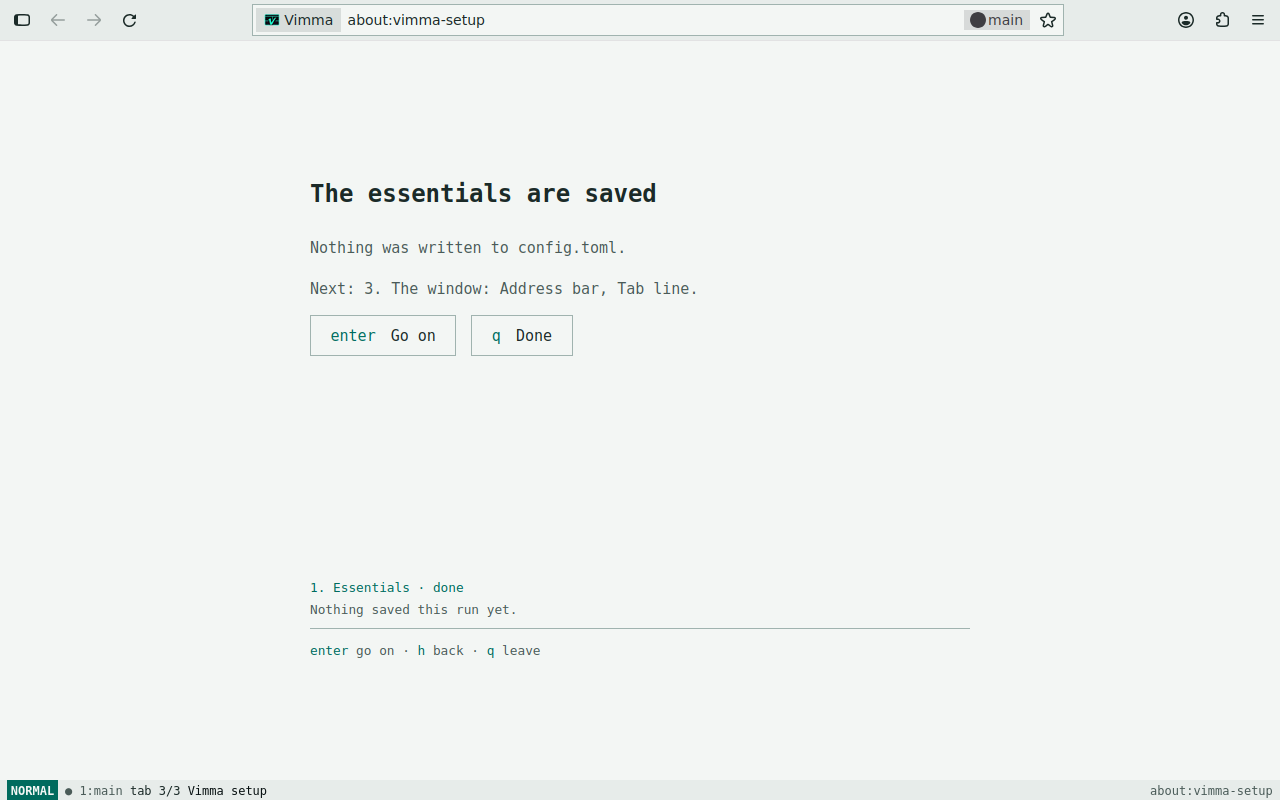 Vimma about:vimma-setup main
The essentials are saved
Nothing was written to config.toml.
Next: 3. The window: Address bar, Tab line.
enter Go on q Done
1. Essentials · done
Nothing saved this run yet.
enter go on · h back · q leave
NORMAL ● 1:main tab 3/3 Vimma setup about:vimma-setup